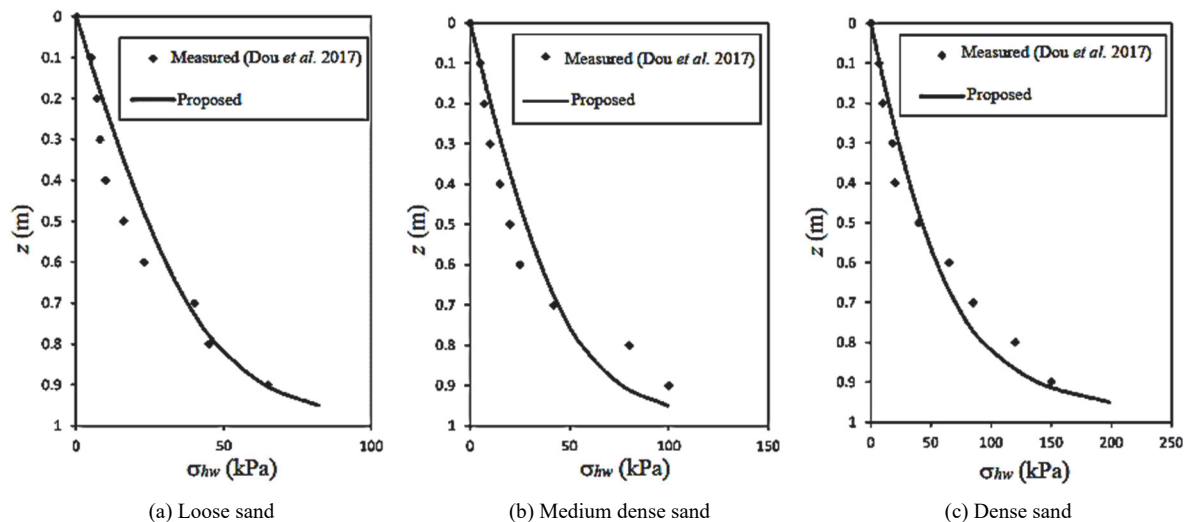 0
0.1
0.2
0.3
0.4
0.5
0.6
0.7
0.8
0.9
1
z (m)
Measured (Dou et al. 2017)
Proposed
0 50 100
σhw (kPa)
(a) Loose sand
0
0.1
0.2
0.3
0.4
0.5
0.6
0.7
0.8
0.9
1
z (m)
Measured (Dou et al. 2017)
Proposed
0 50 100 150
σhw (kPa)
(b) Medium dense sand
0
0.1
0.2
0.3
0.4
0.5
0.6
0.7
0.8
0.9
1
z (m)
Measured (Dou et al. 2017)
Proposed
0 50 100 150 200 250
σhw (kPa)
(c) Dense sand